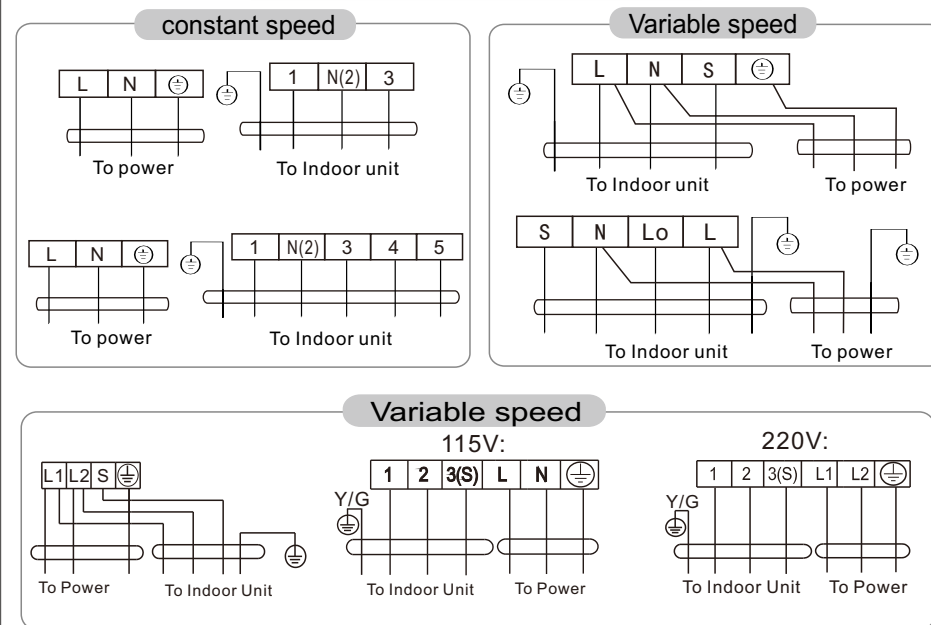 constant speed
L N 1 N(2) 3
To power To Indoor unit
L N 1 N(2) 3 4 5
To power To Indoor unit
Variable speed
L N S
To Indoor unit To power
S N Lo L
To Indoor unit To power
Variable speed
L1 L2 S
To Power To Indoor Unit
115V:
1 2 3(S) L N
Y/G
To Indoor Unit To Power
220V:
1 2 3(S) L1 L2
Y/G
To Indoor Unit To Power